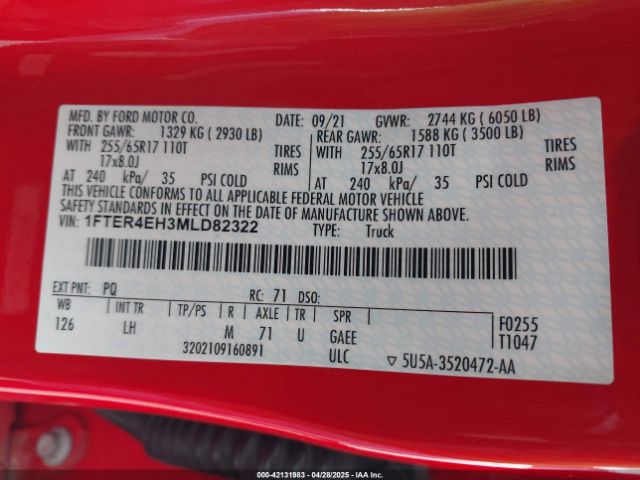 MFD. BY FORD MOTOR CO. DATE: 09/21 GVWR: 2744 KG ( 6050 LB)
FRONT GAWR: 1329 KG ( 2930 LB) REAR GAWR: 1588 KG ( 3500 LB)
WITH 255/65R17 110T TIRES WITH 255/65R17 110T TIRES
17x8.0J RIMS 17x8.0J RIMS
AT 240 kPa/ 35 PSI COLD AT 240 kPa/ 35 PSI COLD
THIS VEHICLE CONFORMS TO ALL APPLICABLE FEDERAL MOTOR VEHICLE
SAFETY STANDARDS IN EFFECT ON THE DATE OF MANUFACTURE SHOWN ABOVE.
VIN: 1FTER4EH3MLD82322 TYPE: Truck
EXT PNT: PQ RC: 71 DSO:
WB INT TR TP/PS R AXLE TR SPR
126 LH M 71 U GAEE
3202109160891 ULC
F0255
T1047
▽ 5U5A-3520472-AA
000-42131983 | 04/28/2025 - IAA Inc.